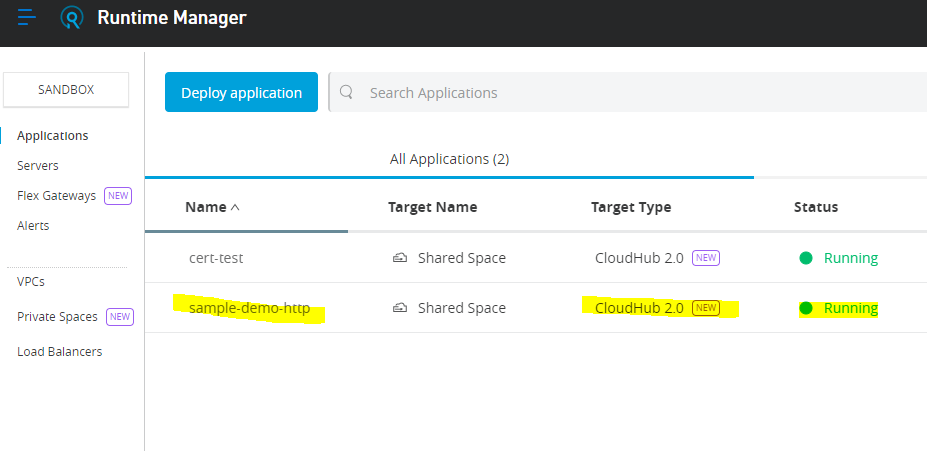 Runtime Manager
SANDBOX
Applications
Servers
Flex Gateways NEW
Alerts
VPCs
Private Spaces NEW
Load Balancers
Deploy application
Search Applications
All Applications (2)
Name Target Name Target Type Status
cert-test Shared Space CloudHub 2.0 NEW Running
sample-demo-http Shared Space CloudHub 2.0 NEW Running